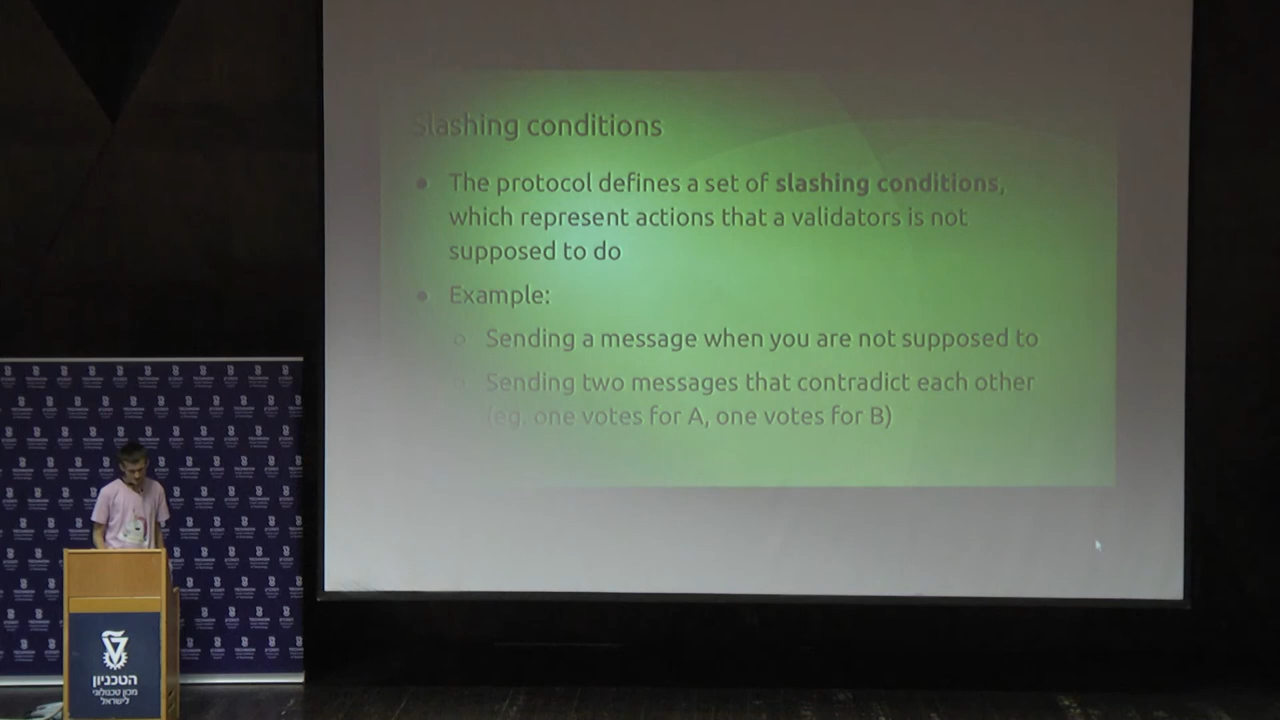 Slashing conditions
● The protocol defines a set of slashing conditions,
which represent actions that a validators is not
supposed to do
● Example:
○ Sending a message when you are not supposed to
○ Sending two messages that contradict each other
(eg. one votes for A, one votes for B)
הטכניון
מכון טכנולוגי
לישראל